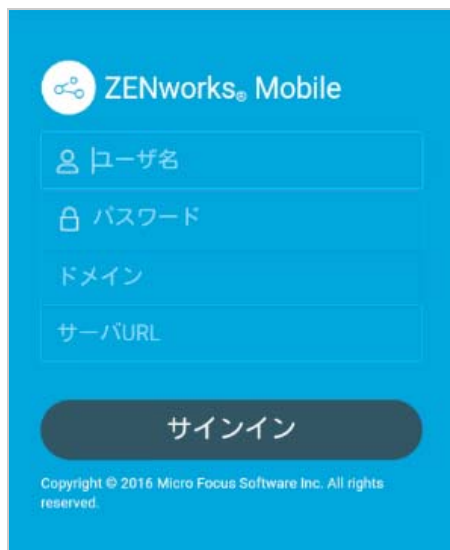 ZENworks® Mobile
ユーザ名
パスワード
ドメイン
サーバURL
サインイン
Copyright © 2016 Micro Focus Software Inc. All rights
reserved.